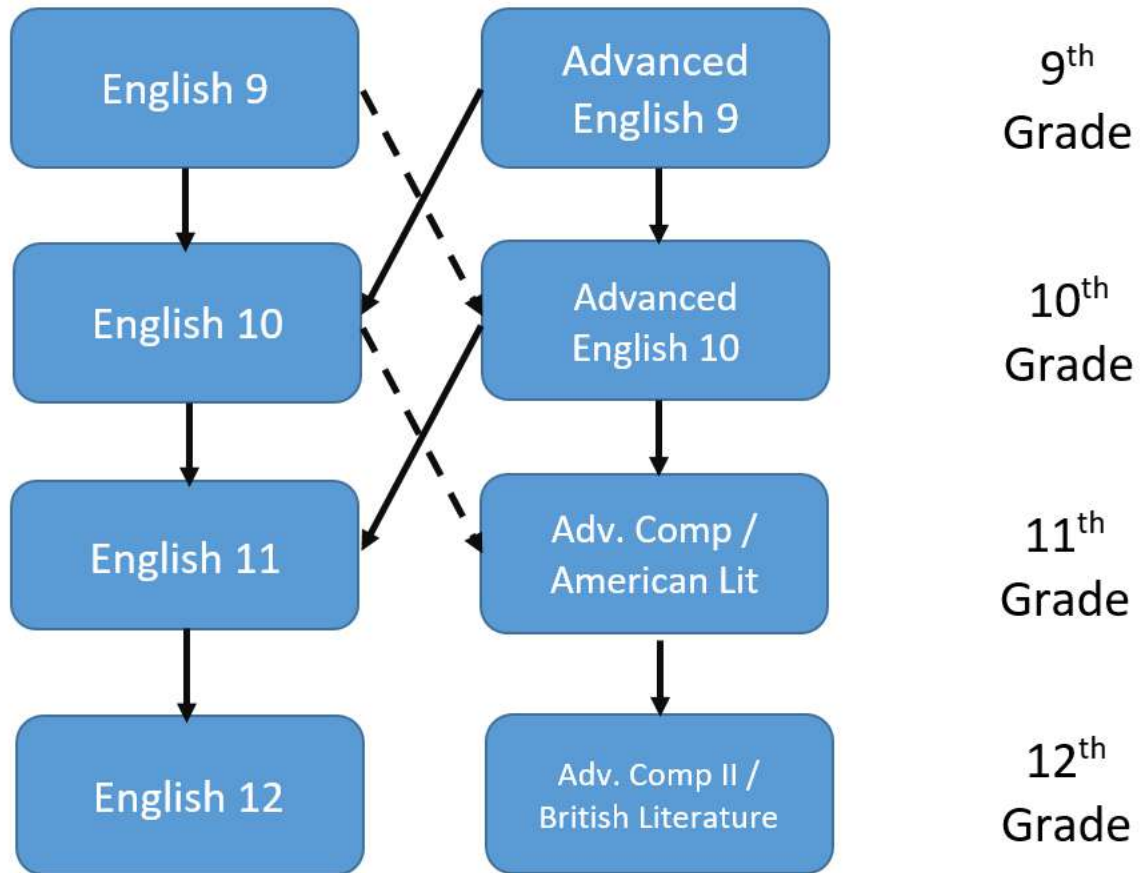 English 9
Advanced
English 9
9th
Grade
English 10
Advanced
English 10
10th
Grade
English 11
Adv. Comp /
American Lit
11th
Grade
English 12
Adv. Comp II /
British Literature
12th
Grade